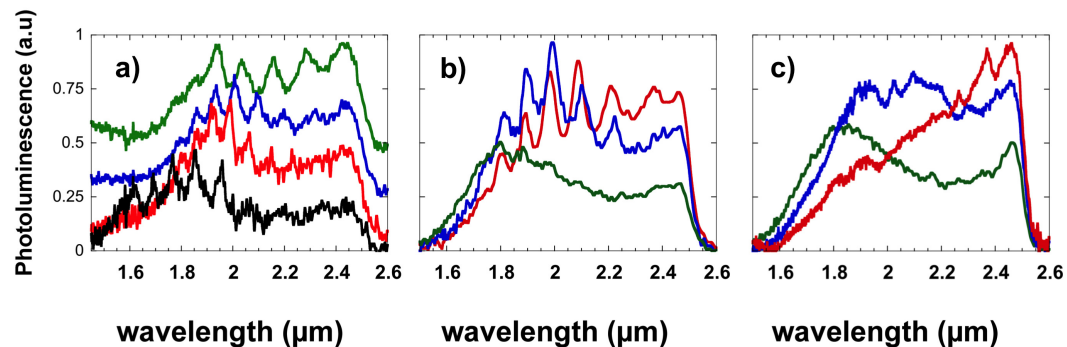 Photoluminescence (a.u)
1
0.75
0.5
0.25
0
a)
b)
c)
1.6 1.8 2 2.2 2.4 2.6
1.6 1.8 2 2.2 2.4 2.6
1.6 1.8 2 2.2 2.4 2.6
wavelength (µm) wavelength (µm) wavelength (µm)